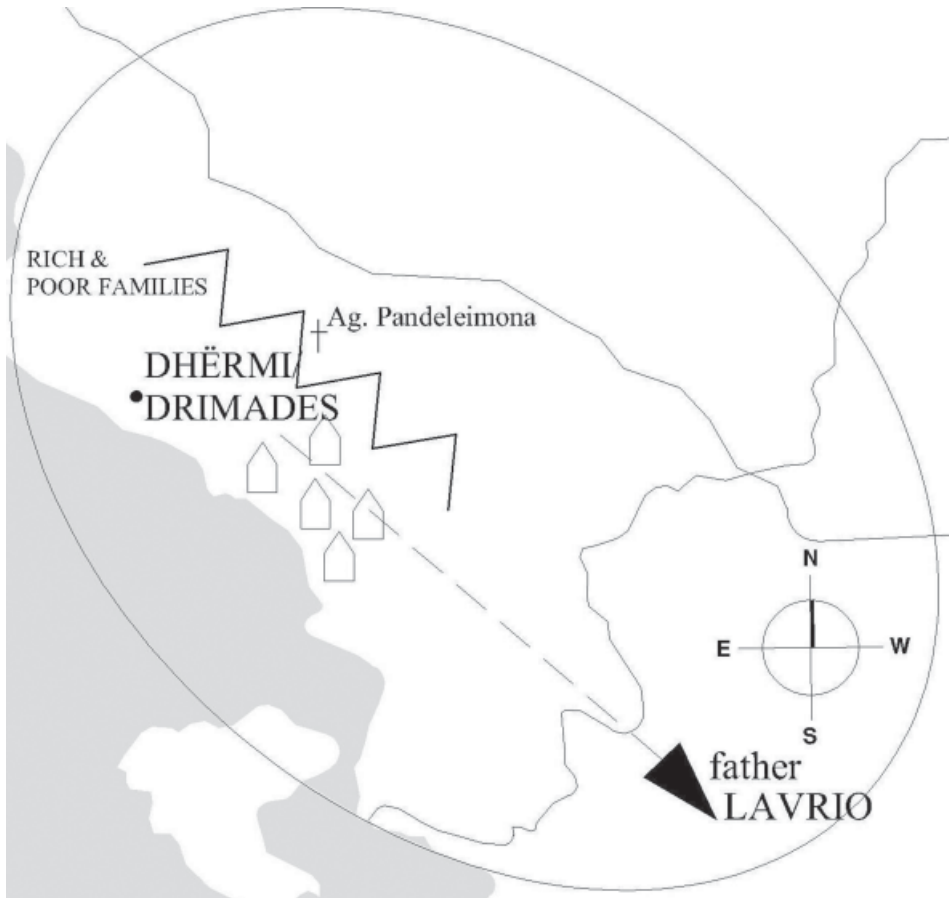 RICH &
POOR FAMILIES
Ag. Pandeleimona
DHËRMI/
DRIMADES
N
E
W
S
father
LAVRIO